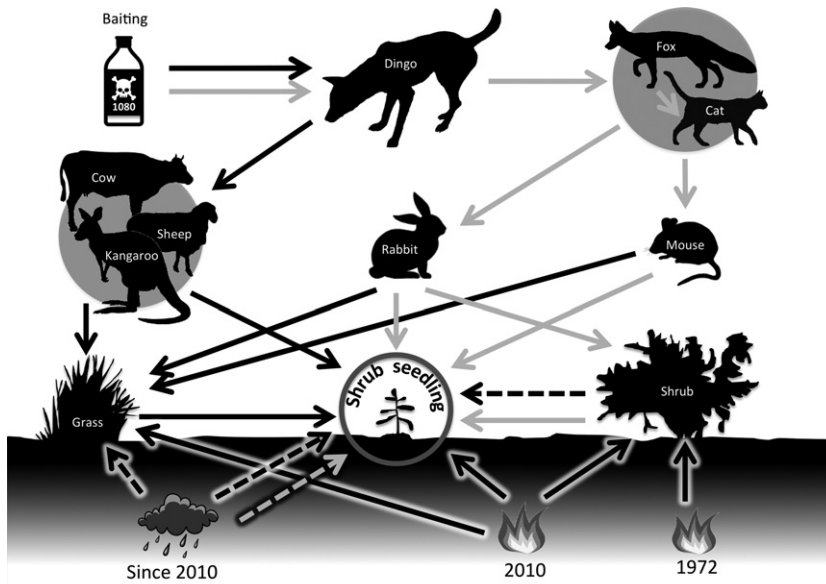 Baiting
1080
Dingo
Fox
Cat
Cow
Sheep
Kangaroo
Rabbit
Mouse
Grass
Shrub seedling
Shrub
Since 2010
2010
1972